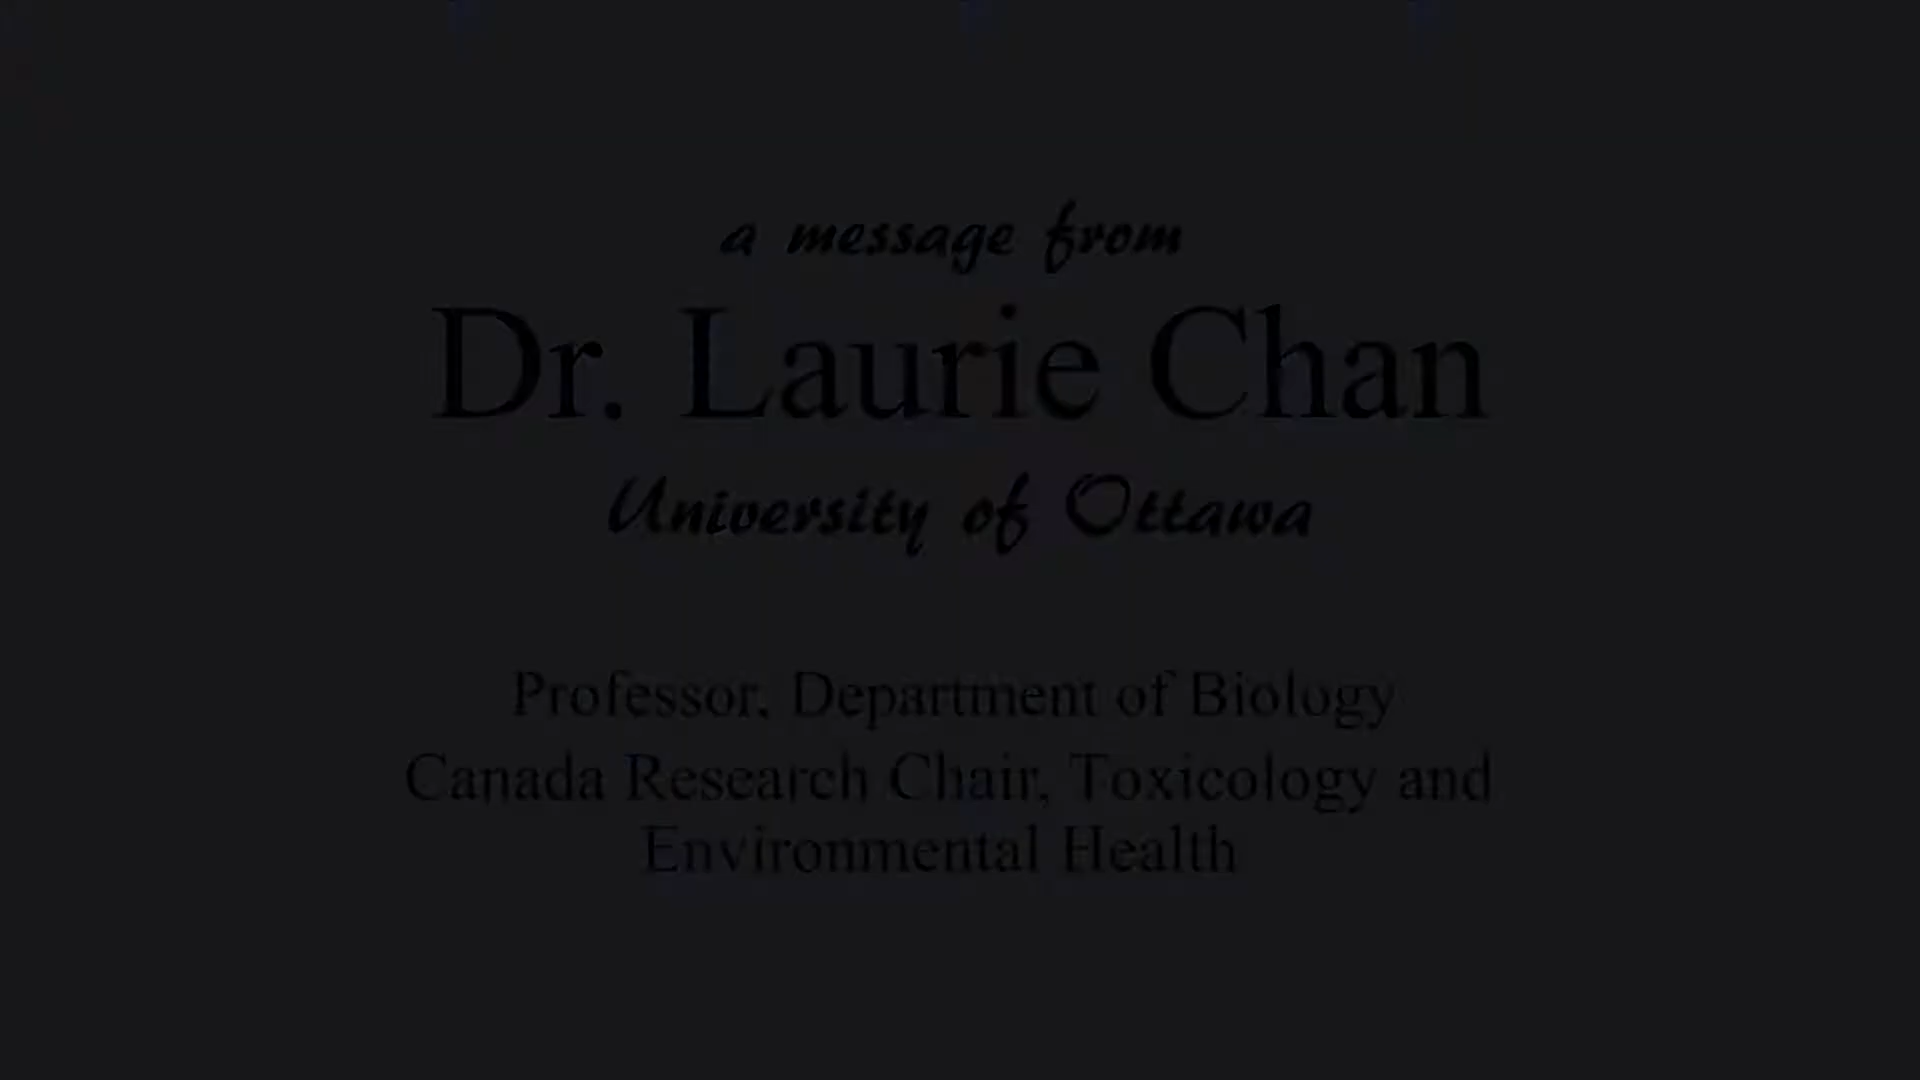 a message from
Dr. Laurie Chan
University of Ottawa
Professor, Department of Biology
Canada Research Chair, Toxicology and
Environmental Health